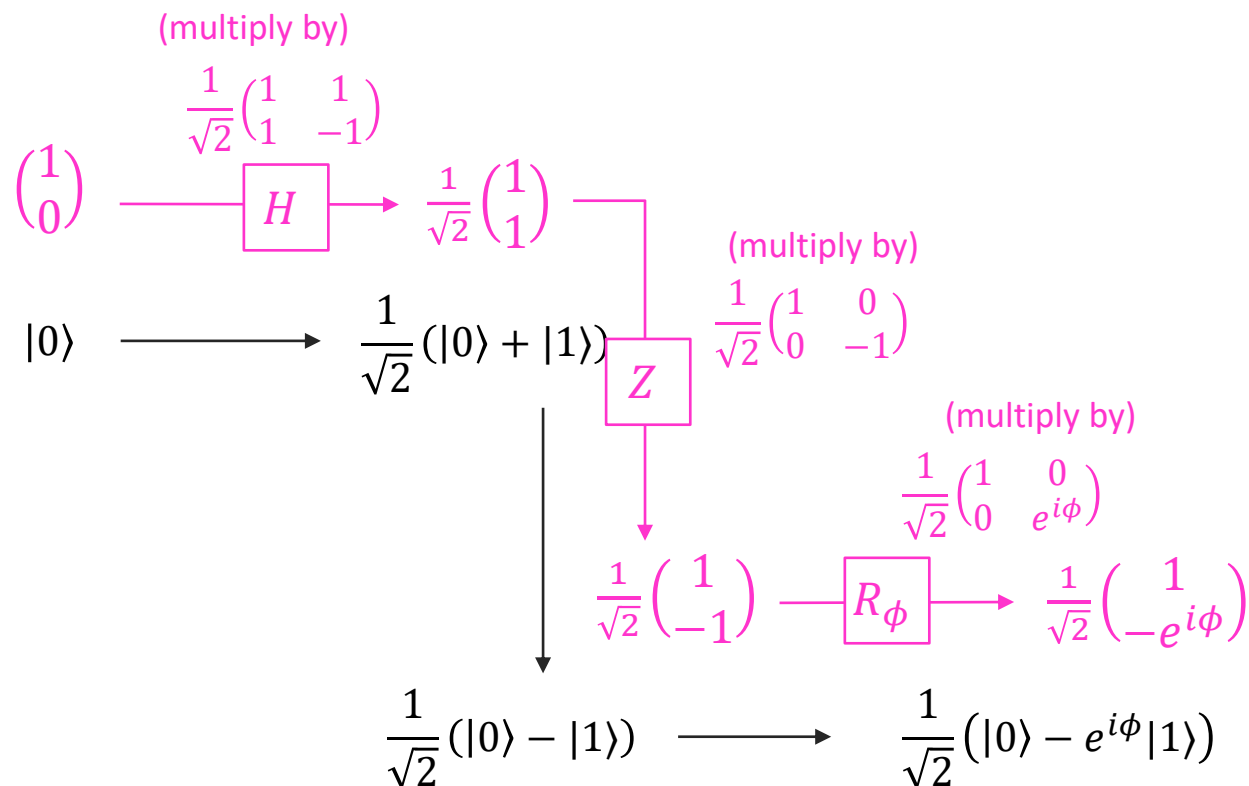 (multiply by)
1/√2 (1 1; 1 −1)
(1; 0) H 1/√2 (1; 1)
(multiply by)
1/√2 (1 0; 0 −1)
|0⟩ 1/√2 (|0⟩ + |1⟩)
Z
(multiply by)
1/√2 (1 0; 0 e^{iϕ})
1/√2 (1; −1) R_ϕ 1/√2 (1; −e^{iϕ})
1/√2 (|0⟩ − |1⟩) 1/√2 (|0⟩ − e^{iϕ}|1⟩)